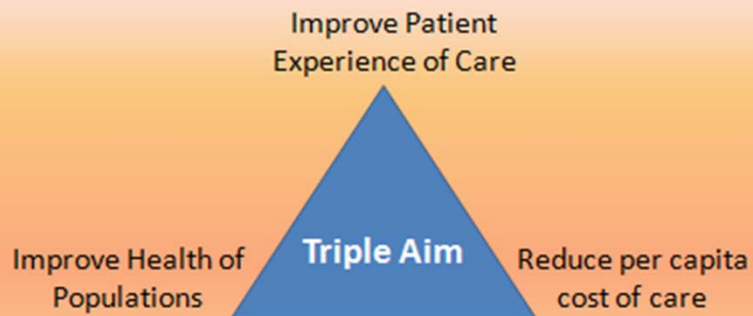 Improve Patient
Experience of Care
Triple Aim
Improve Health of
Populations
Reduce per capita
cost of care